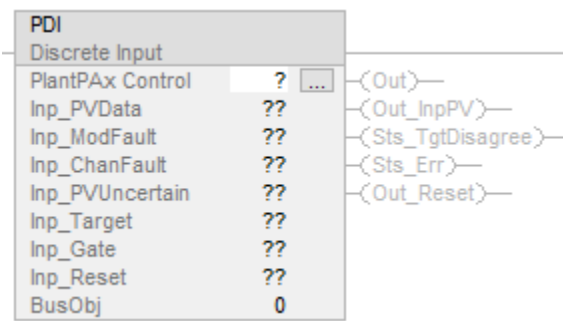 PDI
Discrete Input
PlantPAx Control ? ... (Out)
Inp_PVData ?? (Out_InpPV)
Inp_ModFault ?? (Sts_TgtDisagree)
Inp_ChanFault ?? (Sts_Err)
Inp_PVUncertain ?? (Out_Reset)
Inp_Target ??
Inp_Gate ??
Inp_Reset ??
BusObj 0